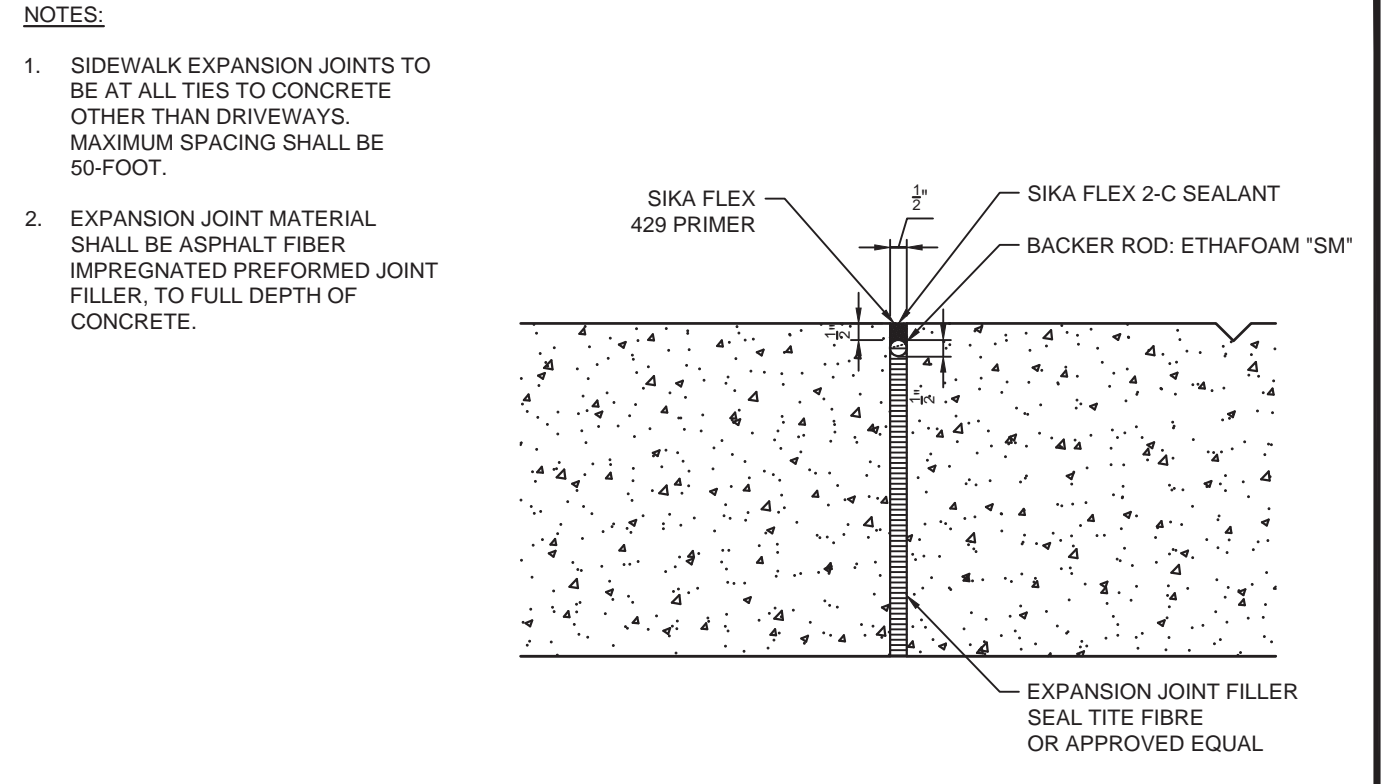 NOTES:
1. SIDEWALK EXPANSION JOINTS TO
BE AT ALL TIES TO CONCRETE
OTHER THAN DRIVEWAYS.
MAXIMUM SPACING SHALL BE
50-FOOT.
2. EXPANSION JOINT MATERIAL
SHALL BE ASPHALT FIBER
IMPREGNATED PREFORMED JOINT
FILLER, TO FULL DEPTH OF
CONCRETE.
SIKA FLEX
429 PRIMER
1/2"
SIKA FLEX 2-C SEALANT
BACKER ROD: ETHAFOAM "SM"
1/2"
1/2"
EXPANSION JOINT FILLER
SEAL TITE FIBRE
OR APPROVED EQUAL